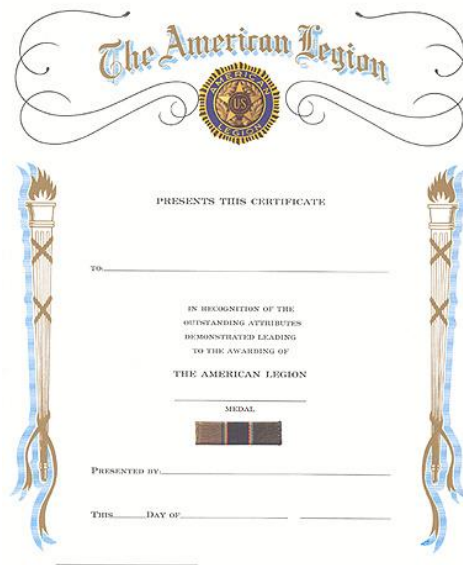 The American Legion
AMERICAN
US
LEGION
PRESENTS THIS CERTIFICATE
TO
IN RECOGNITION OF THE
OUTSTANDING ATTRIBUTES
DEMONSTRATED LEADING
TO THE AWARDING OF
THE AMERICAN LEGION
MEDAL
PRESENTED BY
THIS DAY OF